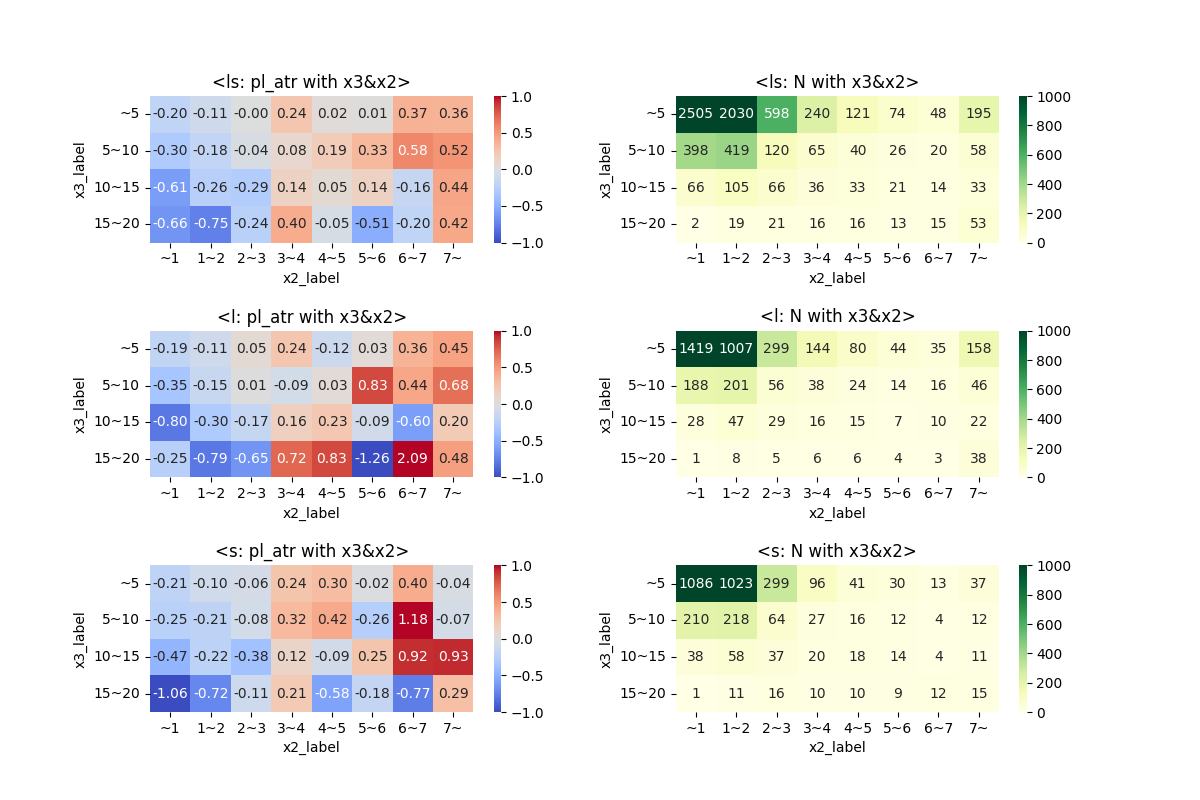 <ls: pl_atr with x3&x2>
x3_label
~5 -0.20 -0.11 -0.00 0.24 0.02 0.01 0.37 0.36
5~10 -0.30 -0.18 -0.04 0.08 0.19 0.33 0.58 0.52
10~15 -0.61 -0.26 -0.29 0.14 0.05 0.14 -0.16 0.44
15~20 -0.66 -0.75 -0.24 0.40 -0.05 -0.51 -0.20 0.42
~1 1~2 2~3 3~4 4~5 5~6 6~7 7~
x2_label
1.0
0.5
0.0
−0.5
−1.0
<ls: N with x3&x2>
x3_label
~5 2505 2030 598 240 121 74 48 195
5~10 398 419 120 65 40 26 20 58
10~15 66 105 66 36 33 21 14 33
15~20 2 19 21 16 16 13 15 53
~1 1~2 2~3 3~4 4~5 5~6 6~7 7~
x2_label
1000
800
600
400
200
0
<l: pl_atr with x3&x2>
x3_label
~5 -0.19 -0.11 0.05 0.24 -0.12 0.03 0.36 0.45
5~10 -0.35 -0.15 0.01 -0.09 0.03 0.83 0.44 0.68
10~15 -0.80 -0.30 -0.17 0.16 0.23 -0.09 -0.60 0.20
15~20 -0.25 -0.79 -0.65 0.72 0.83 -1.26 2.09 0.48
~1 1~2 2~3 3~4 4~5 5~6 6~7 7~
x2_label
1.0
0.5
0.0
−0.5
−1.0
<l: N with x3&x2>
x3_label
~5 1419 1007 299 144 80 44 35 158
5~10 188 201 56 38 24 14 16 46
10~15 28 47 29 16 15 7 10 22
15~20 1 8 5 6 6 4 3 38
~1 1~2 2~3 3~4 4~5 5~6 6~7 7~
x2_label
1000
800
600
400
200
0
<s: pl_atr with x3&x2>
x3_label
~5 -0.21 -0.10 -0.06 0.24 0.30 -0.02 0.40 -0.04
5~10 -0.25 -0.21 -0.08 0.32 0.42 -0.26 1.18 -0.07
10~15 -0.47 -0.22 -0.38 0.12 -0.09 0.25 0.92 0.93
15~20 -1.06 -0.72 -0.11 0.21 -0.58 -0.18 -0.77 0.29
~1 1~2 2~3 3~4 4~5 5~6 6~7 7~
x2_label
1.0
0.5
0.0
−0.5
−1.0
<s: N with x3&x2>
x3_label
~5 1086 1023 299 96 41 30 13 37
5~10 210 218 64 27 16 12 4 12
10~15 38 58 37 20 18 14 4 11
15~20 1 11 16 10 10 9 12 15
~1 1~2 2~3 3~4 4~5 5~6 6~7 7~
x2_label
1000
800
600
400
200
0